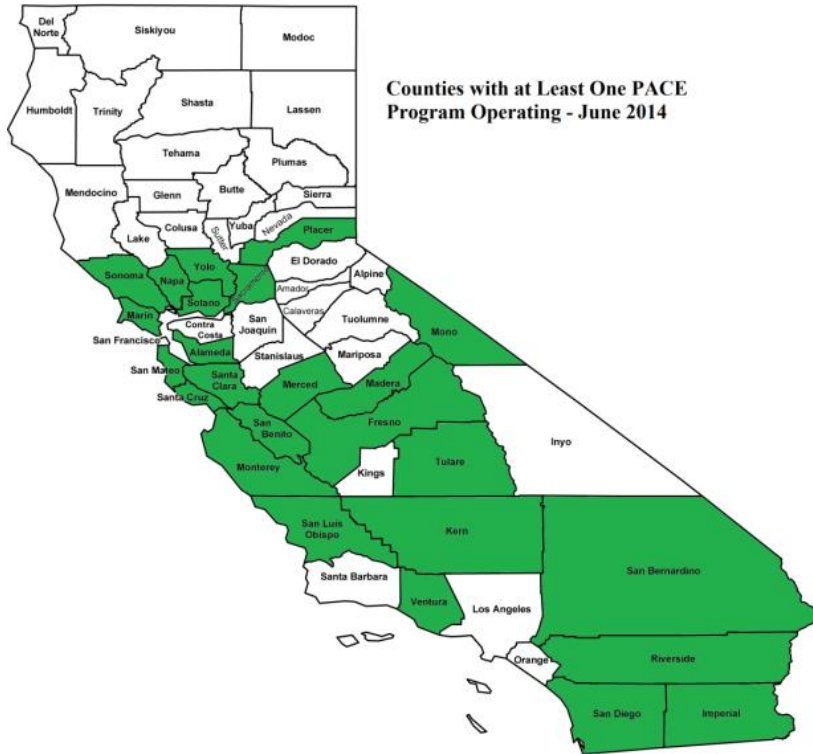 Del
Norte
Siskiyou
Modoc
Counties with at Least One PACE
Program Operating - June 2014
Humboldt
Trinity
Shasta
Lassen
Tehama
Plumas
Mendocino
Glenn
Butte
Sierra
Colusa
Sutter
Yuba
Nevada
Lake
Placer
Sonoma
Napa
Yolo
Sacramento
El Dorado
Alpine
Amador
Solano
Calaveras
Marin
Contra
Costa
San
Joaquin
Tuolumne
Mono
San Francisco
Alameda
Stanislaus
Mariposa
San Mateo
Santa
Clara
Merced
Madera
Santa Cruz
San
Benito
Fresno
Inyo
Monterey
Kings
Tulare
San Luis
Obispo
Kern
San Bernardino
Santa Barbara
Ventura
Los Angeles
Orange
Riverside
San Diego
Imperial